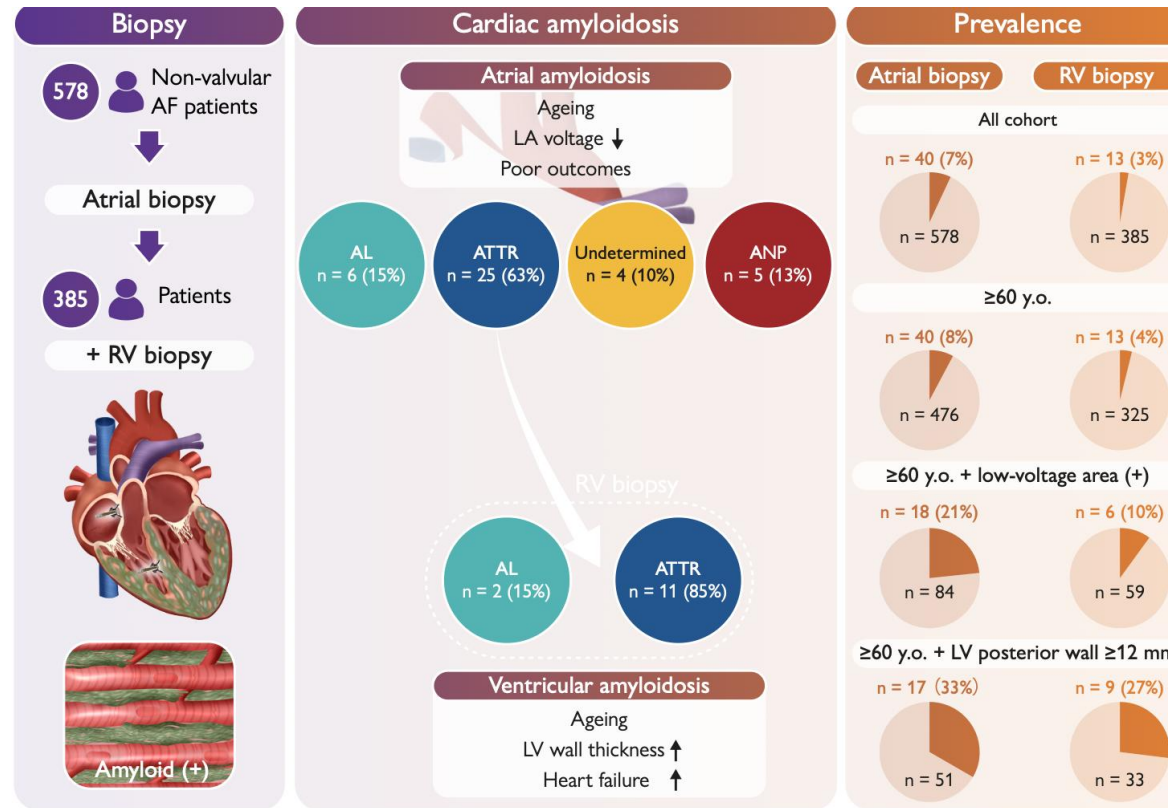 Biopsy
578
Non-valvular
AF patients
Atrial biopsy
385
Patients
+ RV biopsy
Amyloid (+)
Cardiac amyloidosis
Atrial amyloidosis
Ageing
LA voltage ↓
Poor outcomes
AL
n = 6 (15%)
ATTR
n = 25 (63%)
Undetermined
n = 4 (10%)
ANP
n = 5 (13%)
RV biopsy
AL
n = 2 (15%)
ATTR
n = 11 (85%)
Ventricular amyloidosis
Ageing
LV wall thickness ↑
Heart failure ↑
Prevalence
Atrial biopsy
RV biopsy
All cohort
n = 40 (7%)
n = 13 (3%)
n = 578
n = 385
≥60 y.o.
n = 40 (8%)
n = 13 (4%)
n = 476
n = 325
≥60 y.o. + low-voltage area (+)
n = 18 (21%)
n = 6 (10%)
n = 84
n = 59
≥60 y.o. + LV posterior wall ≥12 mm
n = 17 (33%)
n = 9 (27%)
n = 51
n = 33